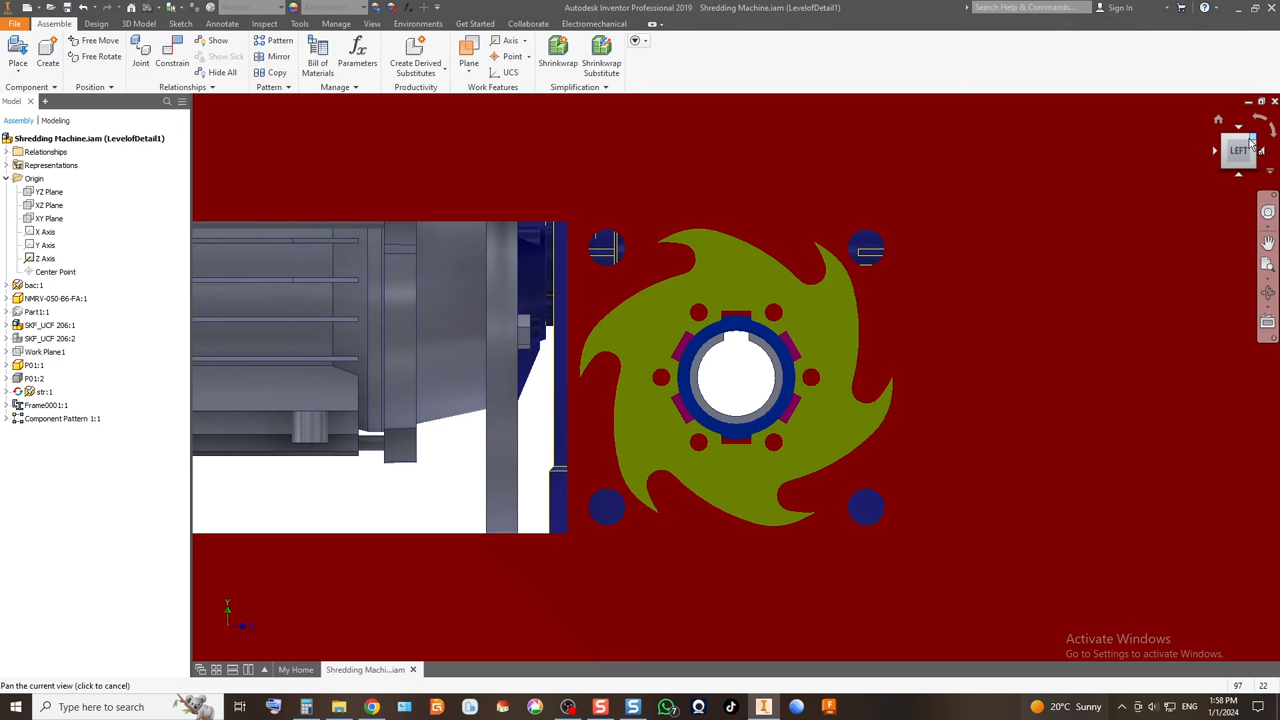 Autodesk Inventor Professional 2019   Shredding Machine.iam (LevelofDetail1)
Search Help & Commands... Sign In
File Assemble Design 3D Model Sketch Annotate Inspect Tools Manage View Environments Get Started Collaborate Electromechanical
Place Create
Free Move
Free Rotate
Joint Constrain
Show
Show Sick
Hide All
Pattern
Mirror
Copy
Bill of Materials
Parameters
Create Derived Substitutes
Plane
Axis
Point
UCS
Shrinkwrap
Shrinkwrap Substitute
Component Position Relationships Pattern Manage Productivity Work Features Simplification
Model
Assembly Modeling
Shredding Machine.iam (LevelofDetail1)
Relationships
Representations
Origin
YZ Plane
XZ Plane
XY Plane
X Axis
Y Axis
Z Axis
Center Point
bac:1
NMRV-050-B6-FA:1
Part1:1
SKF_UCF 206:1
SKF_UCF 206:2
Work Plane1
P01:1
P01:2
str:1
Frame0001:1
Component Pattern 1:1
LEFT
Y
Activate Windows
Go to Settings to activate Windows.
My Home Shredding Machi...iam
Pan the current view (click to cancel)
97 22
Type here to search
7
20°C Sunny
1:58 PM
1/1/2024